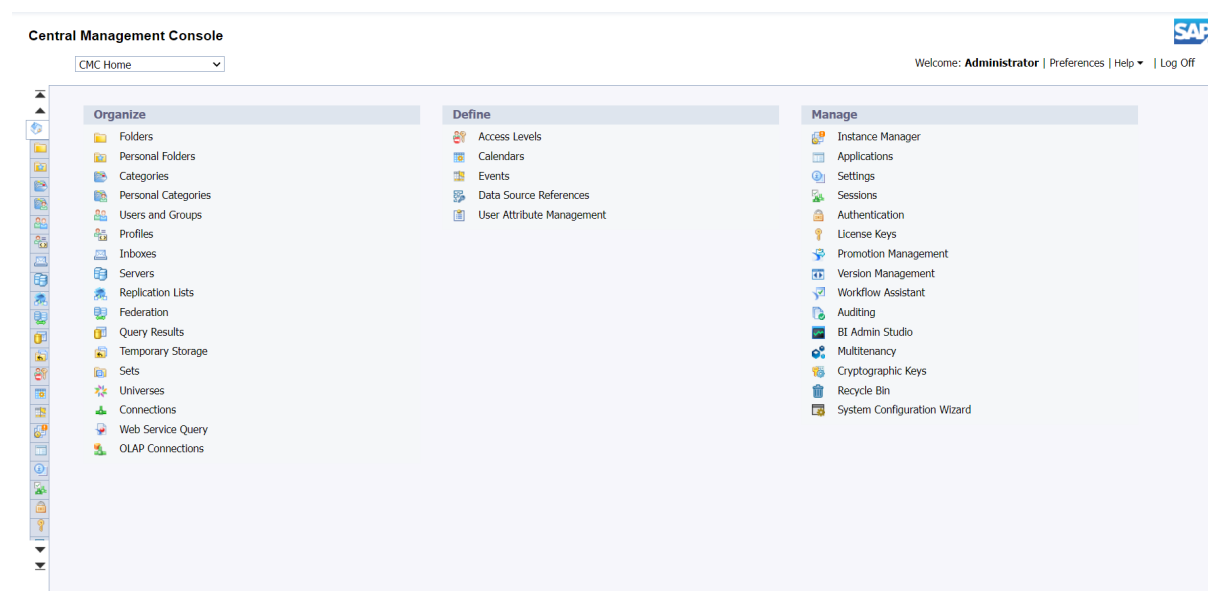 SAP
Central Management Console
CMC Home
Welcome: Administrator | Preferences | Help | Log Off
Organize
Folders
Personal Folders
Categories
Personal Categories
Users and Groups
Profiles
Inboxes
Servers
Replication Lists
Federation
Query Results
Temporary Storage
Sets
Universes
Connections
Web Service Query
OLAP Connections
Define
Access Levels
Calendars
Events
Data Source References
User Attribute Management
Manage
Instance Manager
Applications
Settings
Sessions
Authentication
License Keys
Promotion Management
Version Management
Workflow Assistant
Auditing
BI Admin Studio
Multitenancy
Cryptographic Keys
Recycle Bin
System Configuration Wizard